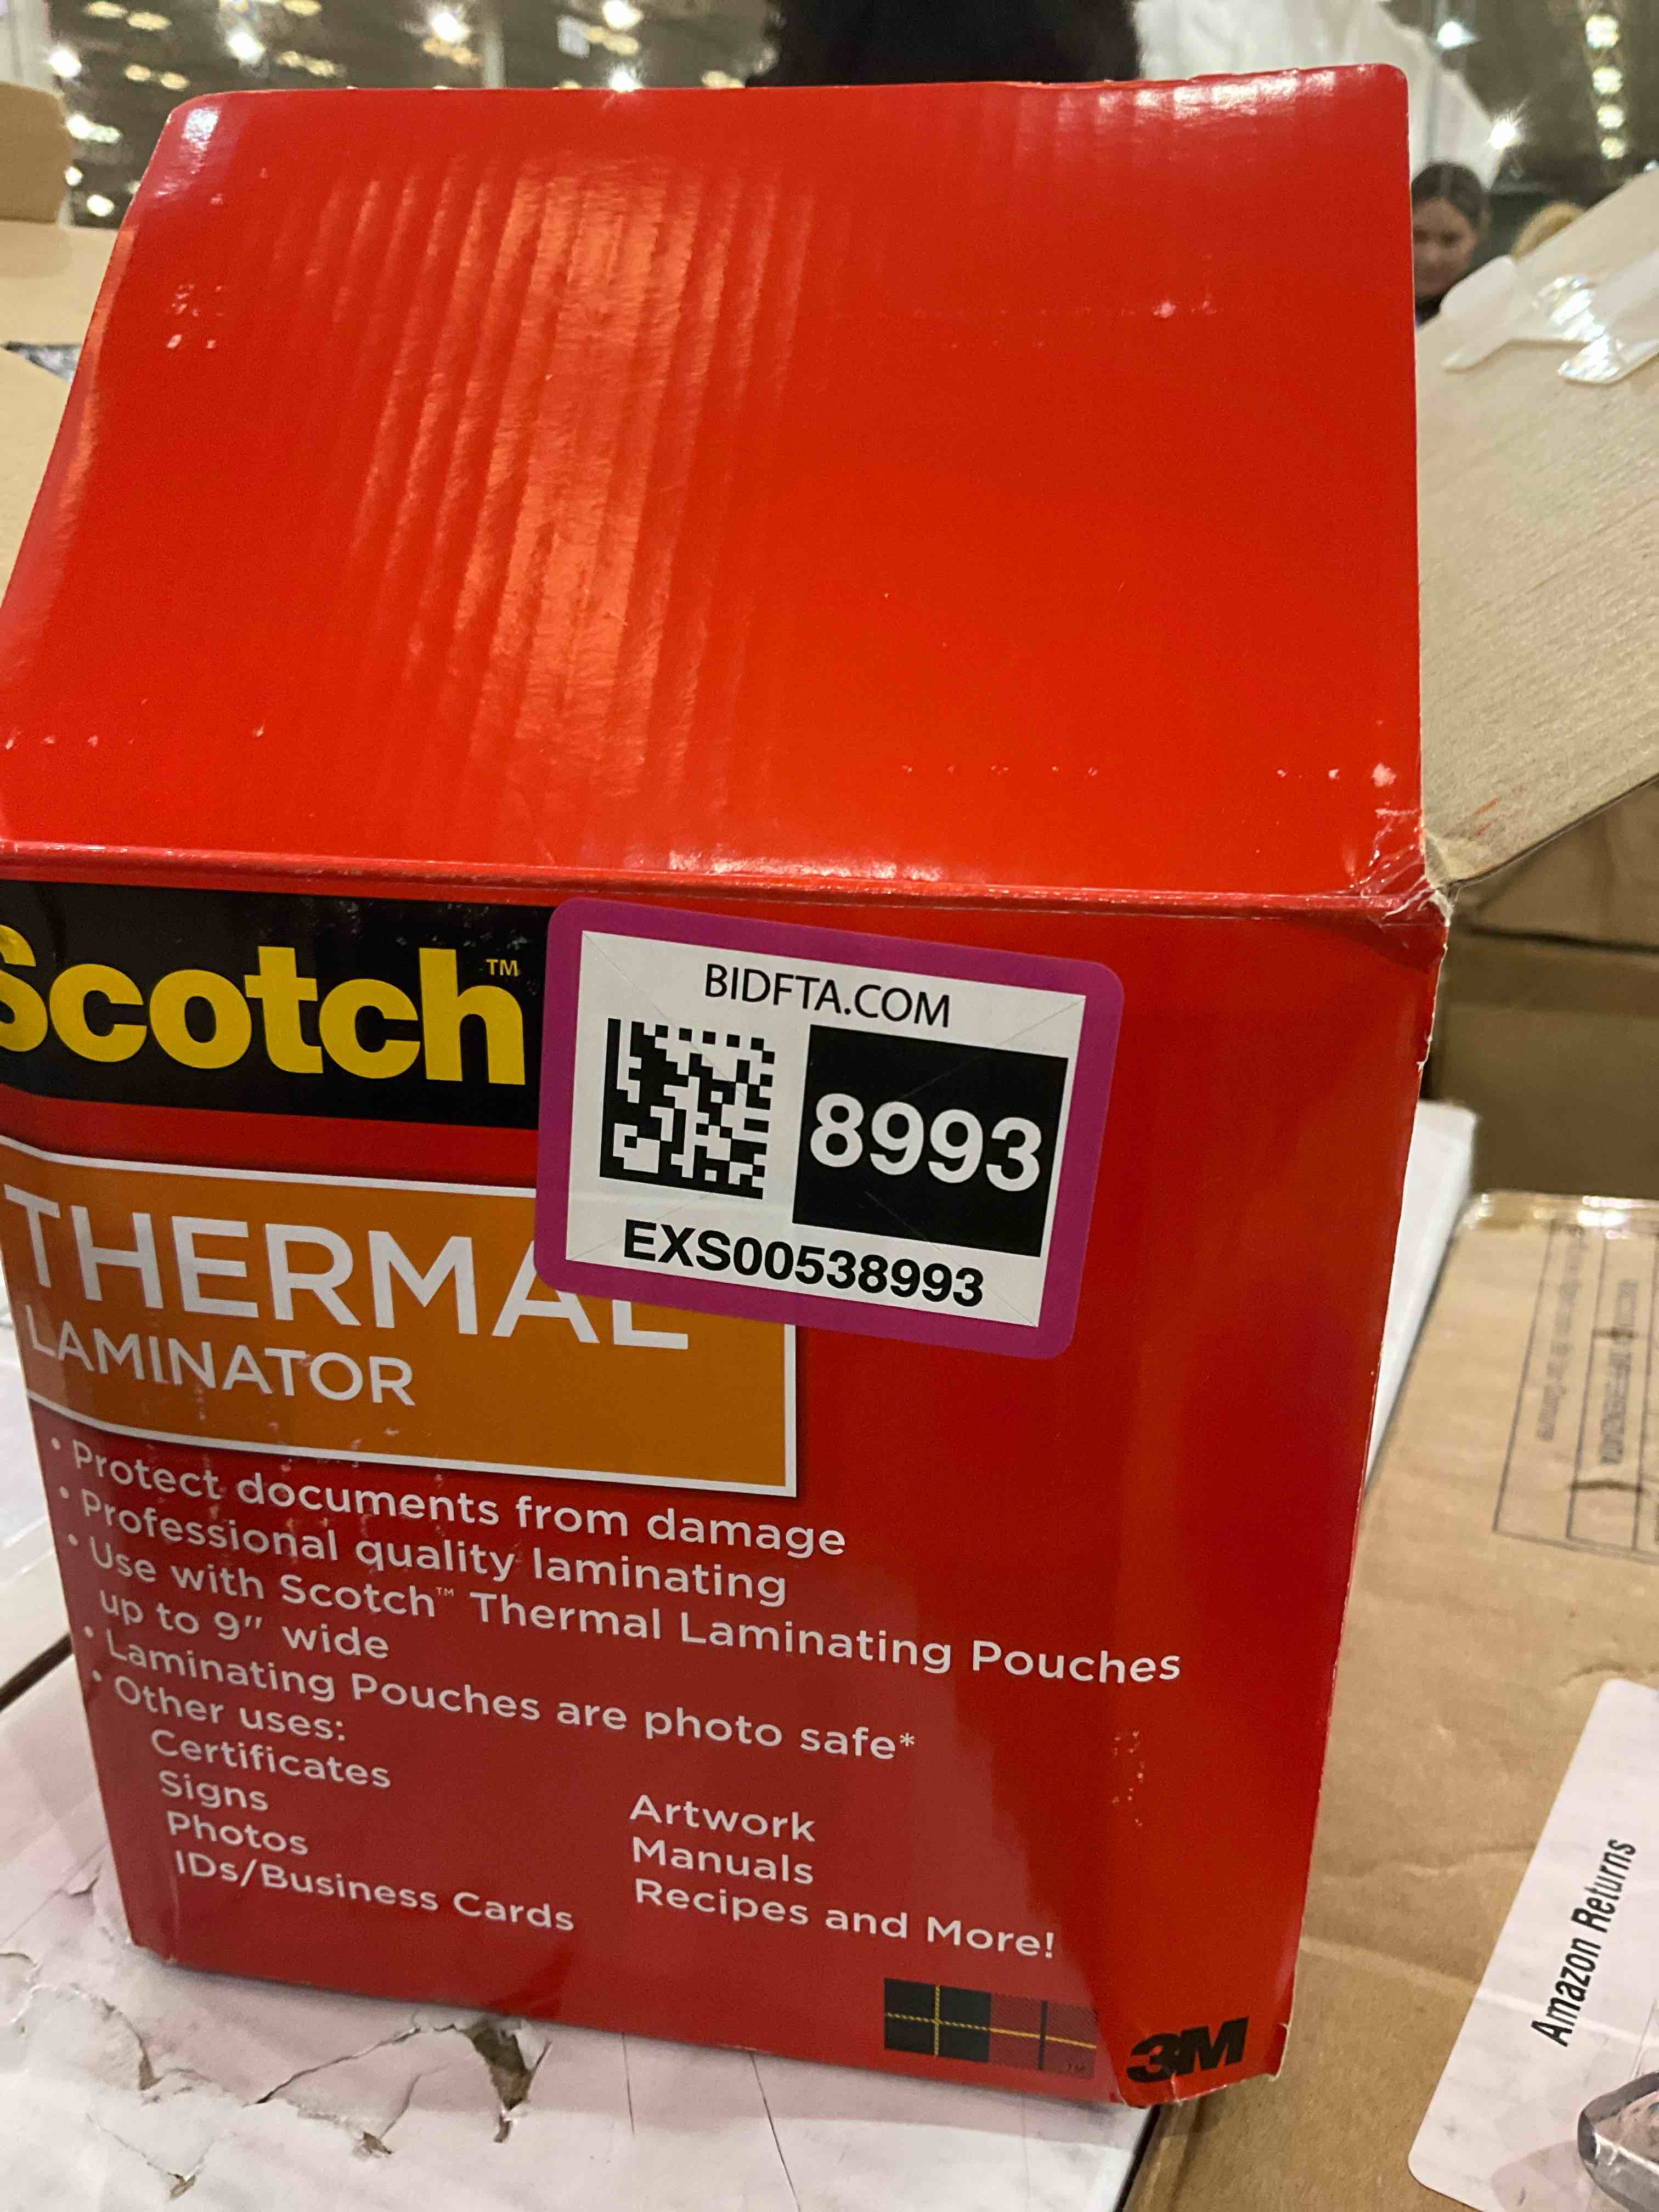 Scotch™
BIDFTA.COM
8993
EXS00538993
THERMAL
LAMINATOR
• Protect documents from damage
• Professional quality laminating
• Use with Scotch™ Thermal Laminating Pouches
up to 9" wide
• Laminating Pouches are photo safe*
• Other uses:
Certificates
Signs
Photos
IDs/Business Cards
Artwork
Manuals
Recipes and More!
TM
3M
Amazon Returns